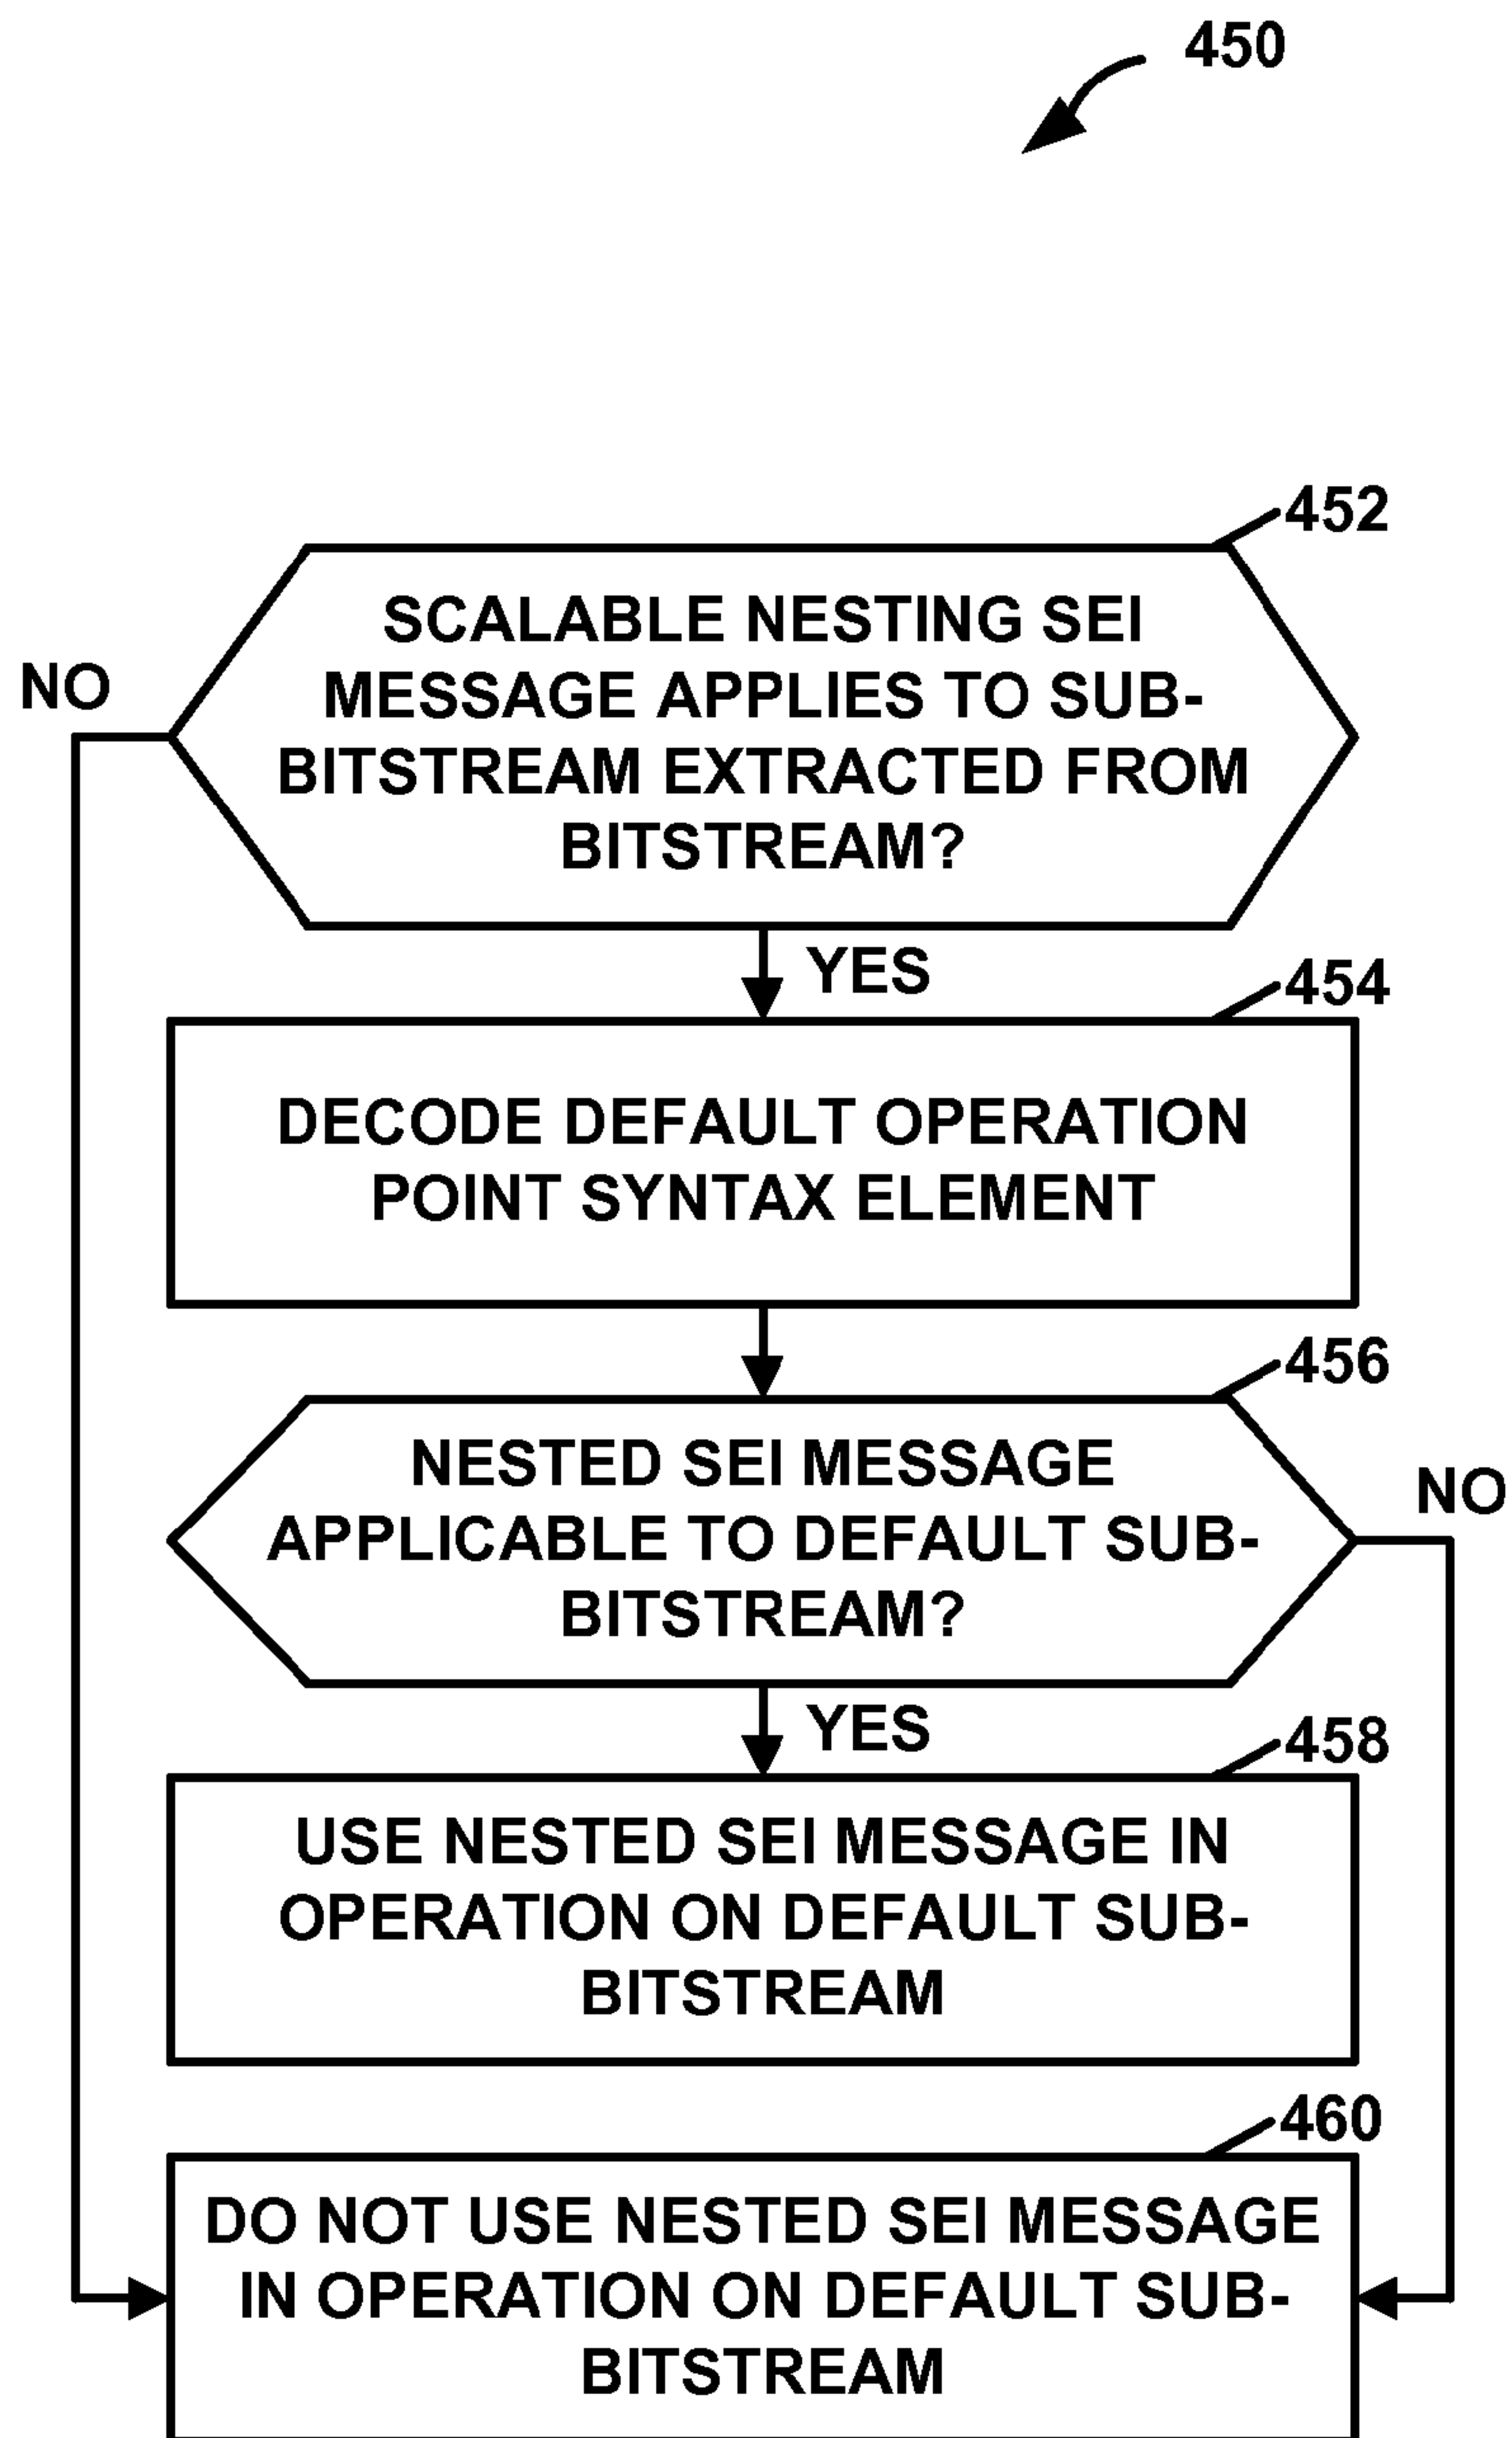 450
452
SCALABLE NESTING SEI
MESSAGE APPLIES TO SUB-
BITSTREAM EXTRACTED FROM
BITSTREAM?
NO
YES
454
DECODE DEFAULT OPERATION
POINT SYNTAX ELEMENT
456
NESTED SEI MESSAGE
APPLICABLE TO DEFAULT SUB-
BITSTREAM?
NO
YES
458
USE NESTED SEI MESSAGE IN
OPERATION ON DEFAULT SUB-
BITSTREAM
460
DO NOT USE NESTED SEI MESSAGE
IN OPERATION ON DEFAULT SUB-
BITSTREAM